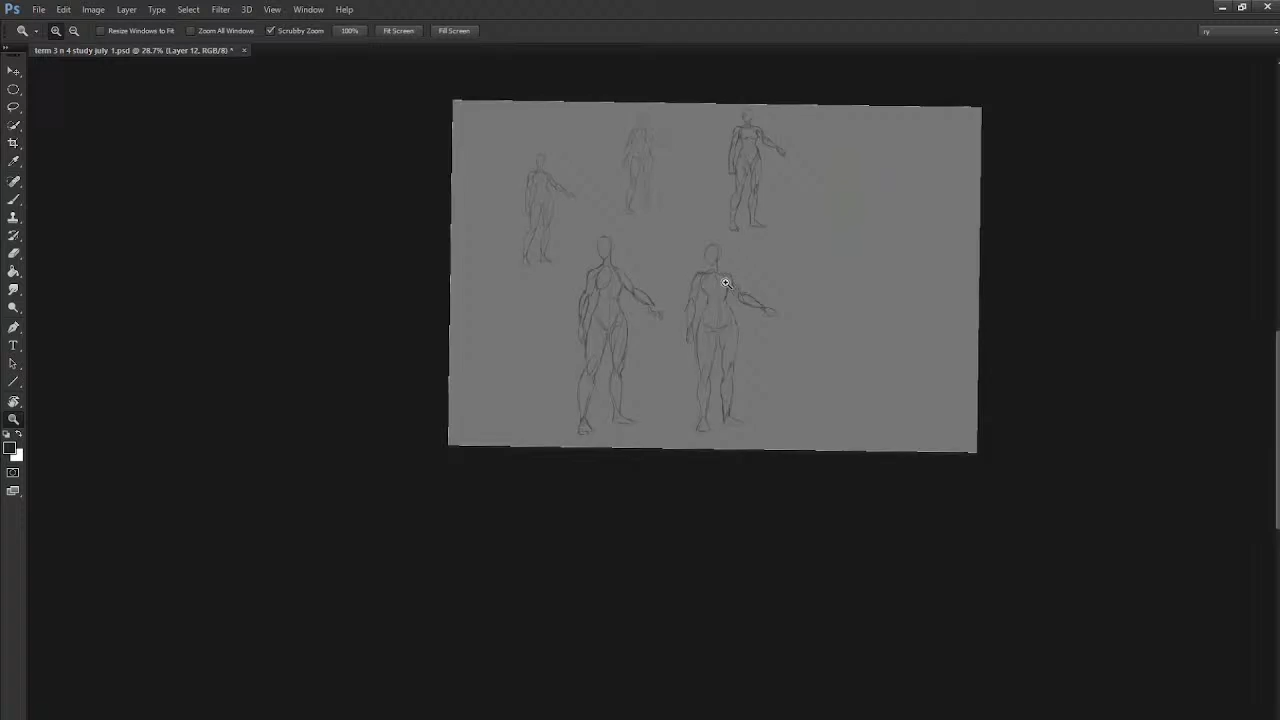 Ps File Edit Image Layer Type Select Filter 3D View Window Help
Resize Windows to Fit Zoom All Windows Scrubby Zoom 100% Fit Screen Fill Screen ry
term 3 n 4 study july 1.psd @ 28.7% (Layer 12, RGB/8) *
T